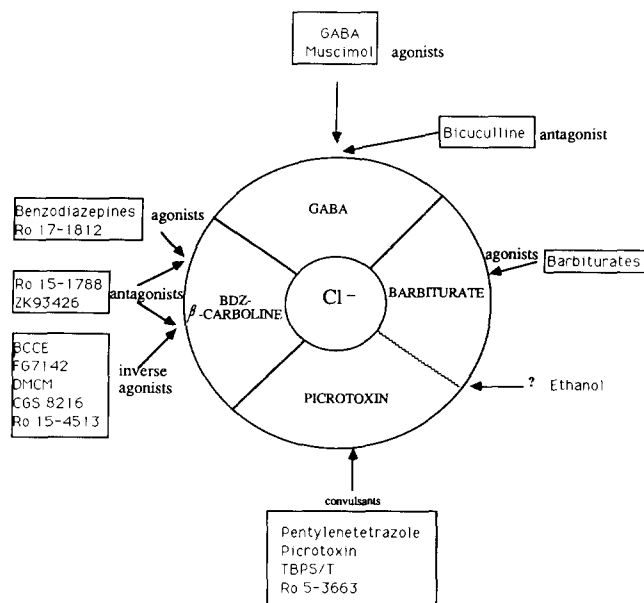 GABA
Muscimol agonists
Bicuculline antagonist
GABA
Benzodiazepines agonists
Ro 17-1812
agonists
Barbiturates
Ro 15-1788
ZK93426
antagonists
BDZ-
β -CARBOLINE
Cl−
BARBITURATE
BCCE
FG7142
DMCM
CGS 8216
Ro 15-4513
inverse
agonists
PICROTOXIN
? Ethanol
convulsants
Pentylenetetrazole
Picrotoxin
TBPS/T
Ro 5-3663